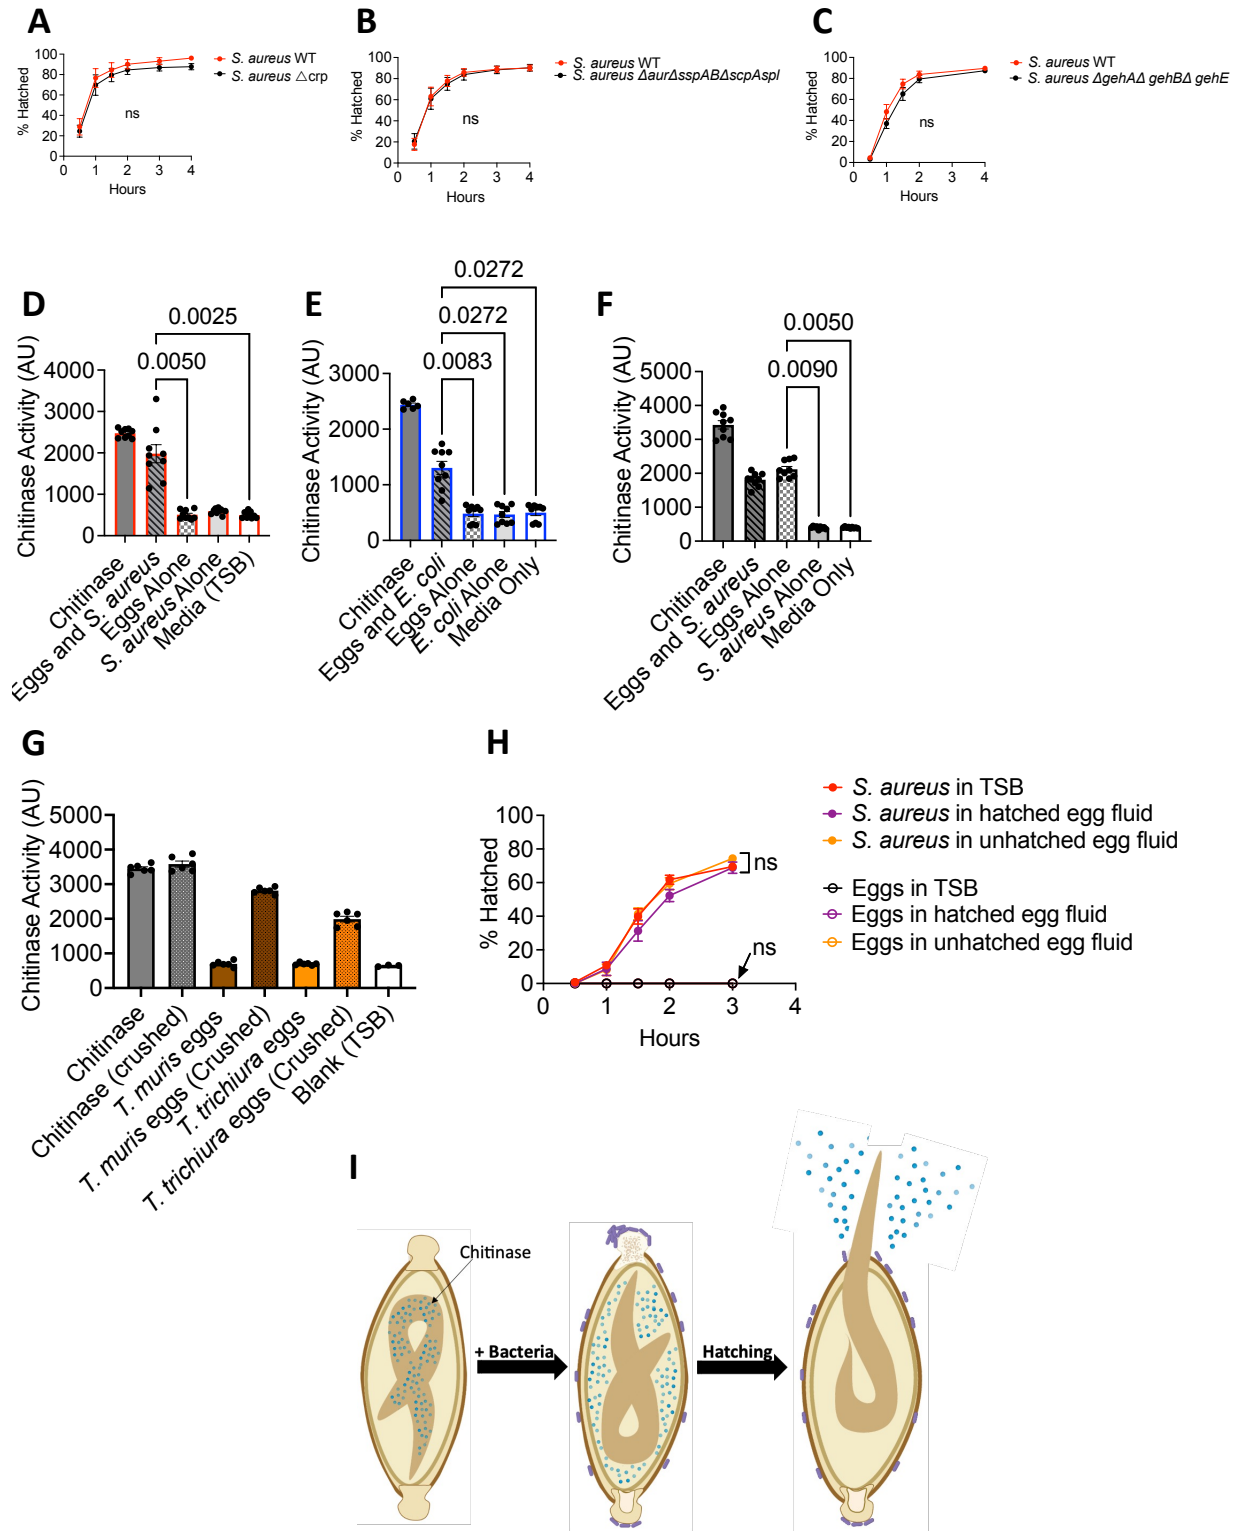 A
% Hatched
100
80
60
40
20
0
0 1 2 3 4
Hours
S. aureus WT
S. aureus △crp
ns
B
% Hatched
100
80
60
40
20
0
0 1 2 3 4
Hours
S. aureus WT
S. aureus ΔaurΔsspABΔscpAspl
ns
C
% Hatched
100
80
60
40
20
0
0 1 2 3 4
Hours
S. aureus WT
S. aureus ΔgehAΔ gehBΔ gehE
ns
D
0.0025
0.0050
Chitinase Activity (AU)
4000
3000
2000
1000
0
Chitinase
Eggs and S. aureus
Eggs Alone
S. aureus Alone
Media (TSB)
E
0.0272
0.0272
0.0083
Chitinase Activity (AU)
3000
2000
1000
0
Chitinase
Eggs and E. coli
Eggs Alone
E. coli Alone
Media Only
F
0.0050
0.0090
Chitinase Activity (AU)
5000
4000
3000
2000
1000
0
Chitinase
Eggs and S. aureus
Eggs Alone
S. aureus Alone
Media Only
G
Chitinase Activity (AU)
5000
4000
3000
2000
1000
0
Chitinase
Chitinase (crushed)
T. muris eggs
T. muris eggs (Crushed)
T. trichiura eggs
T. trichiura eggs (Crushed)
Blank (TSB)
H
% Hatched
100
80
60
40
20
0
0 1 2 3 4
Hours
ns
ns
S. aureus in TSB
S. aureus in hatched egg fluid
S. aureus in unhatched egg fluid
Eggs in TSB
Eggs in hatched egg fluid
Eggs in unhatched egg fluid
I
Chitinase
+ Bacteria
Hatching